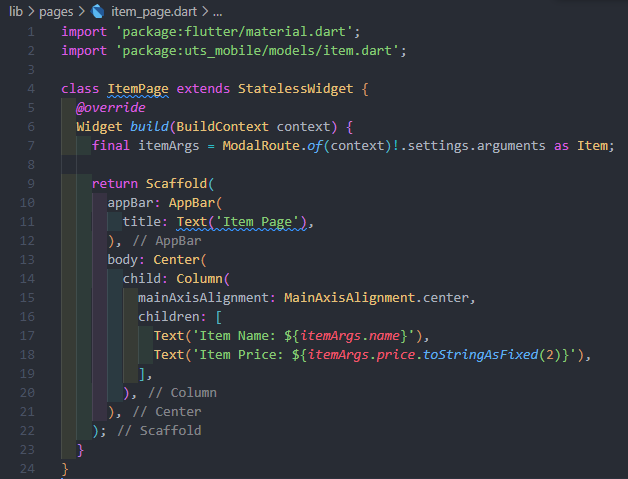 lib > pages > item_page.dart > ...
1 import 'package:flutter/material.dart';
2 import 'package:uts_mobile/models/item.dart';
3
4 class ItemPage extends StatelessWidget {
5   @override
6   Widget build(BuildContext context) {
7     final itemArgs = ModalRoute.of(context)!.settings.arguments as Item;
8
9     return Scaffold(
10       appBar: AppBar(
11         title: Text('Item Page'),
12       ), // AppBar
13       body: Center(
14         child: Column(
15           mainAxisAlignment: MainAxisAlignment.center,
16           children: [
17             Text('Item Name: ${itemArgs.name}'),
18             Text('Item Price: ${itemArgs.price.toStringAsFixed(2)}'),
19           ],
20         ), // Column
21       ), // Center
22     ); // Scaffold
23   }
24 }